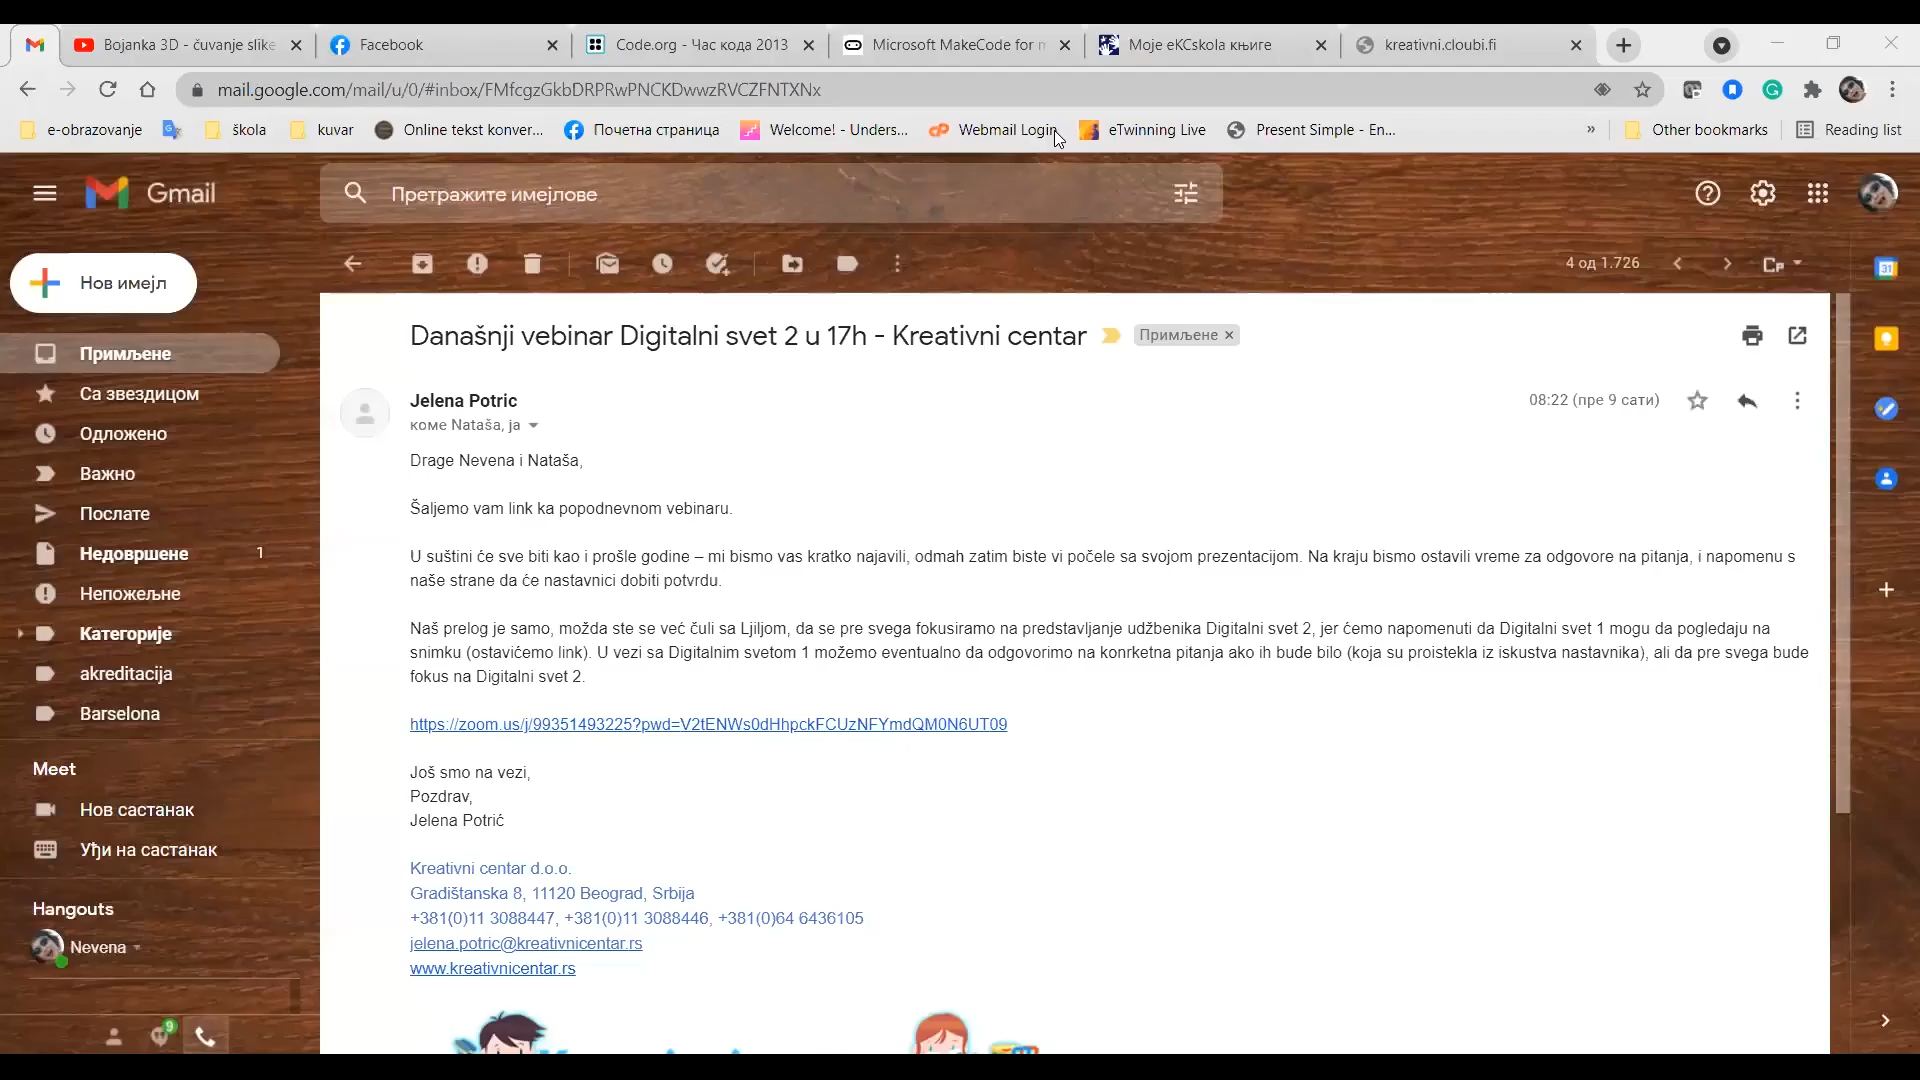 Bojanka 3D - čuvanje slike
Facebook
Code.org - Час кода 2013
Microsoft MakeCode for m
Moje eKCskola књиге
kreativni.cloubi.fi
mail.google.com/mail/u/0/#inbox/FMfcgzGkbDRPRwPNCKDwwzRVCZFNTXNx
e-obrazovanje
škola
kuvar
Online tekst konver...
Почетна страница
Welcome! - Unders...
Webmail Login
eTwinning Live
Present Simple - En...
»
Other bookmarks
Reading list
Gmail
Претражите имејлове
Нов имејл
4 од 1.726
Ср
Примљене
Са звездицом
Одложено
Важно
Послате
Недовршене 1
Непожељне
Категорије
akreditacija
Barselona
Meet
Нов састанак
Уђи на састанак
Hangouts
Nevena
9
31
Današnji vebinar Digitalni svet 2 u 17h - Kreativni centar
Примљене ×
Jelena Potric
08:22 (пре 9 сати)
коме Nataša, ја
Drage Nevena i Nataša,
Šaljemo vam link ka popodnevnom vebinaru.
U suštini će sve biti kao i prošle godine – mi bismo vas kratko najavili, odmah zatim biste vi počele sa svojom prezentacijom. Na kraju bismo ostavili vreme za odgovore na pitanja, i napomenu s
naše strane da će nastavnici dobiti potvrdu.
Naš prelog je samo, možda ste se već čuli sa Ljiljom, da se pre svega fokusiramo na predstavljanje udžbenika Digitalni svet 2, jer ćemo napomenuti da Digitalni svet 1 mogu da pogledaju na
snimku (ostavićemo link). U vezi sa Digitalnim svetom 1 možemo eventualno da odgovorimo na konrketna pitanja ako ih bude bilo (koja su proistekla iz iskustva nastavnika), ali da pre svega bude
fokus na Digitalni svet 2.
https://zoom.us/j/99351493225?pwd=V2tENWs0dHhpckFCUzNFYmdQM0N6UT09
Još smo na vezi,
Pozdrav,
Jelena Potrić
Kreativni centar d.o.o.
Gradištanska 8, 11120 Beograd, Srbija
+381(0)11 3088447, +381(0)11 3088446, +381(0)64 6436105
jelena.potric@kreativnicentar.rs
www.kreativnicentar.rs